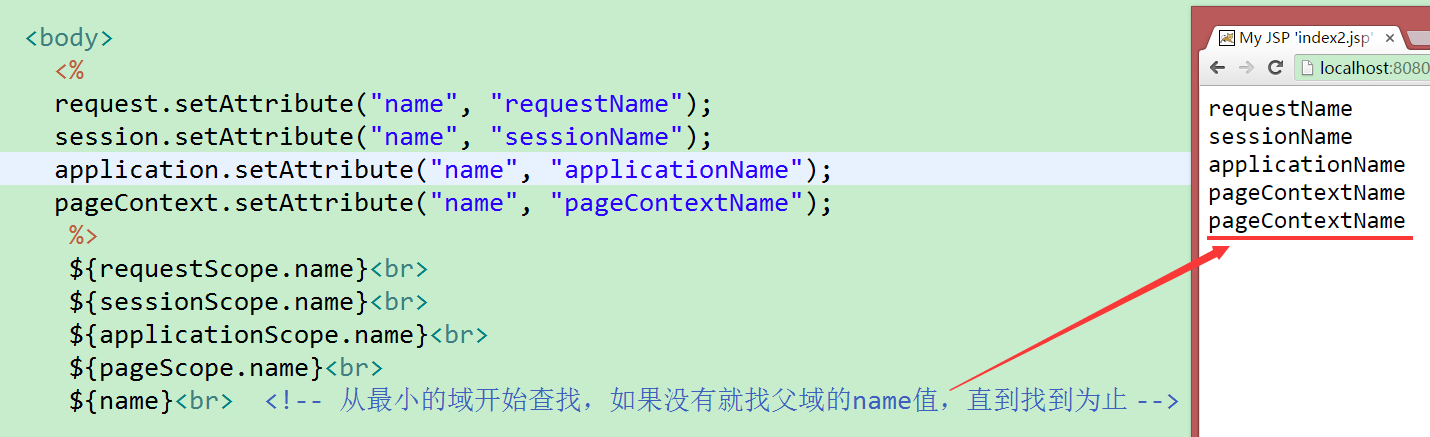 <body>
<%
request.setAttribute("name", "requestName");
session.setAttribute("name", "sessionName");
application.setAttribute("name", "applicationName");
pageContext.setAttribute("name", "pageContextName");
%>
${requestScope.name}<br>
${sessionScope.name}<br>
${applicationScope.name}<br>
${pageScope.name}<br>
${name}<br> <!-- 从最小的域开始查找，如果没有就找父域的name值，直到找到为止 -->
My JSP 'index2.jsp'
localhost:8080
requestName
sessionName
applicationName
pageContextName
pageContextName